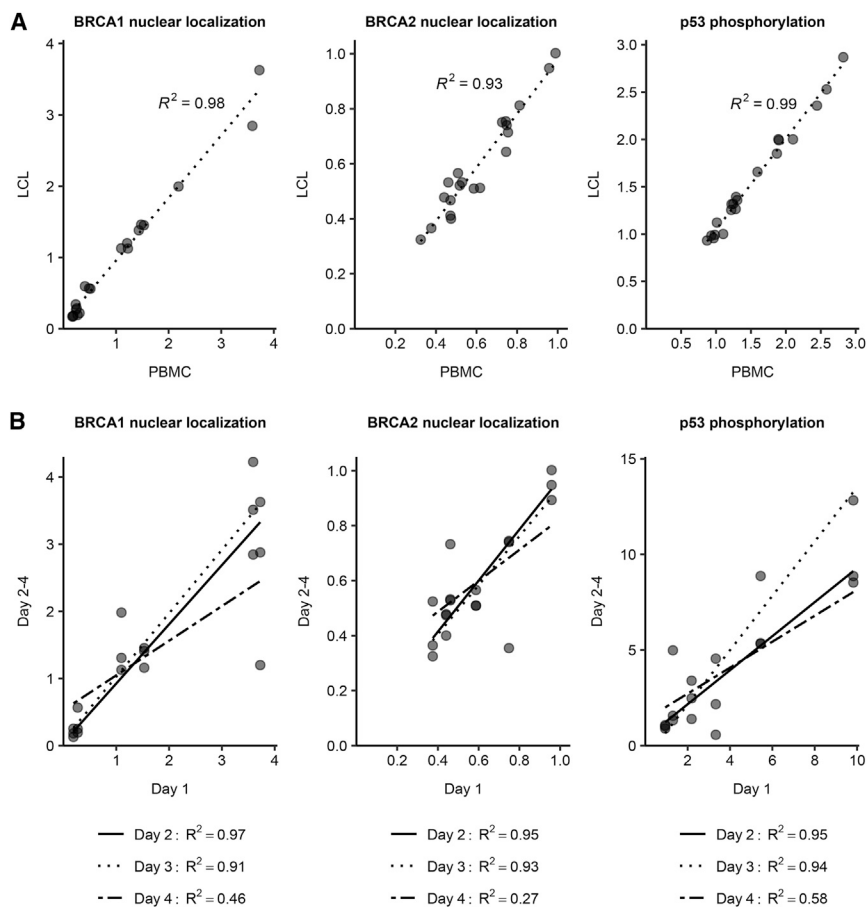 A
BRCA1 nuclear localization
BRCA2 nuclear localization
p53 phosphorylation
4
3
2
1
0
LCL
R² = 0.98
1 2 3 4
PBMC
1.0
0.8
0.6
0.4
0.2
0.0
LCL
R² = 0.93
0.2 0.4 0.6 0.8 1.0
PBMC
3.0
2.5
2.0
1.5
1.0
0.5
0.0
LCL
R² = 0.99
0.5 1.0 1.5 2.0 2.5 3.0
PBMC
B
BRCA1 nuclear localization
BRCA2 nuclear localization
p53 phosphorylation
4
3
2
1
0
Day 2-4
1 2 3 4
Day 1
1.0
0.8
0.6
0.4
0.2
0.0
Day 2-4
0.2 0.4 0.6 0.8 1.0
Day 1
15
10
5
0
Day 2-4
2 4 6 8 10
Day 1
Day 2 : R² = 0.97
Day 3 : R² = 0.91
Day 4 : R² = 0.46
Day 2 : R² = 0.95
Day 3 : R² = 0.93
Day 4 : R² = 0.27
Day 2 : R² = 0.95
Day 3 : R² = 0.94
Day 4 : R² = 0.58